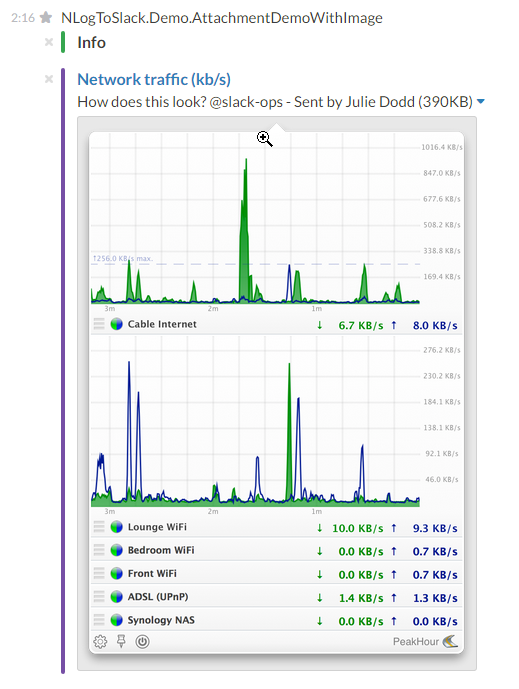 2:16 NLogToSlack.Demo.AttachmentDemoWithImage
Info
Network traffic (kb/s)
How does this look? @slack-ops - Sent by Julie Dodd (390KB)
1016.4 KB/s
847.0 KB/s
677.6 KB/s
508.2 KB/s
338.8 KB/s
↑256.0 KB/s max.
169.4 KB/s
3m 2m 1m
Cable Internet ↓ 6.7 KB/s ↑ 8.0 KB/s
276.2 KB/s
230.2 KB/s
184.1 KB/s
138.1 KB/s
92.1 KB/s
46.0 KB/s
3m 2m 1m
Lounge WiFi ↓ 10.0 KB/s ↑ 9.3 KB/s
Bedroom WiFi ↓ 0.0 KB/s ↑ 0.7 KB/s
Front WiFi ↓ 0.0 KB/s ↑ 0.7 KB/s
ADSL (UPnP) ↓ 1.4 KB/s ↑ 1.3 KB/s
Synology NAS ↓ 0.0 KB/s ↑ 0.0 KB/s
PeakHour